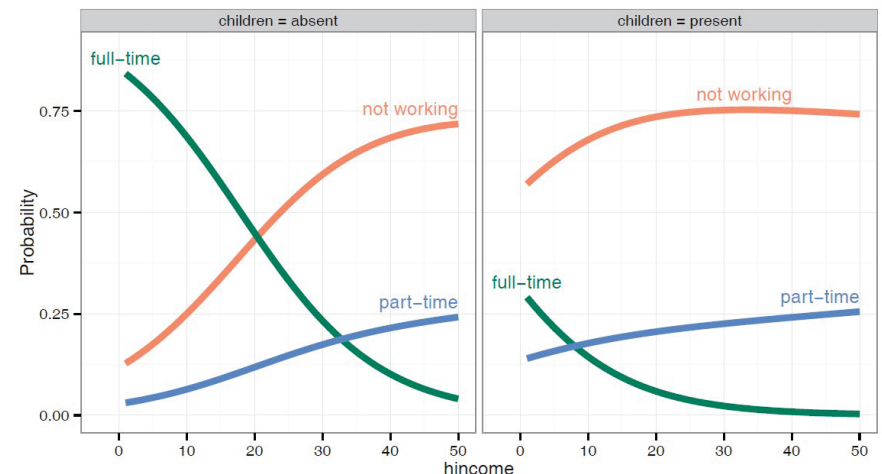 children = absent
children = present
full−time
not working
part−time
not working
full−time
part−time
Probability
0.75
0.50
0.25
0.00
0 10 20 30 40 50
0 10 20 30 40 50
hincome